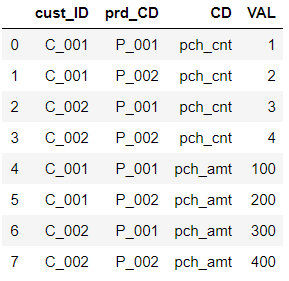 cust_ID prd_CD CD VAL
0 C_001 P_001 pch_cnt 1
1 C_001 P_002 pch_cnt 2
2 C_002 P_001 pch_cnt 3
3 C_002 P_002 pch_cnt 4
4 C_001 P_001 pch_amt 100
5 C_001 P_002 pch_amt 200
6 C_002 P_001 pch_amt 300
7 C_002 P_002 pch_amt 400